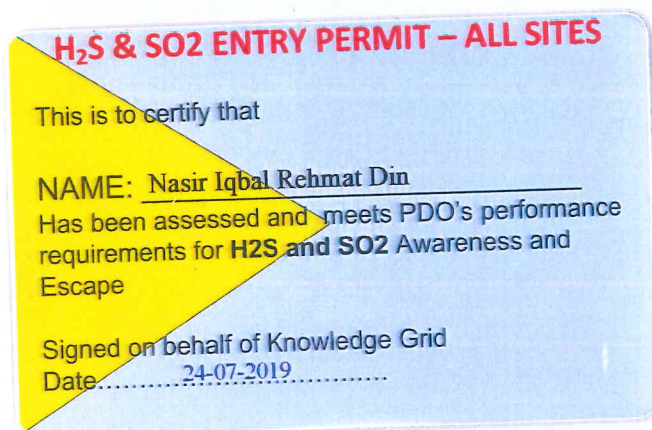 H₂S & SO2 ENTRY PERMIT – ALL SITES
This is to certify that
NAME: Nasir Iqbal Rehmat Din
Has been assessed and meets PDO's performance
requirements for H2S and SO2 Awareness and
Escape
Signed on behalf of Knowledge Grid
Date.......24-07-2019.......